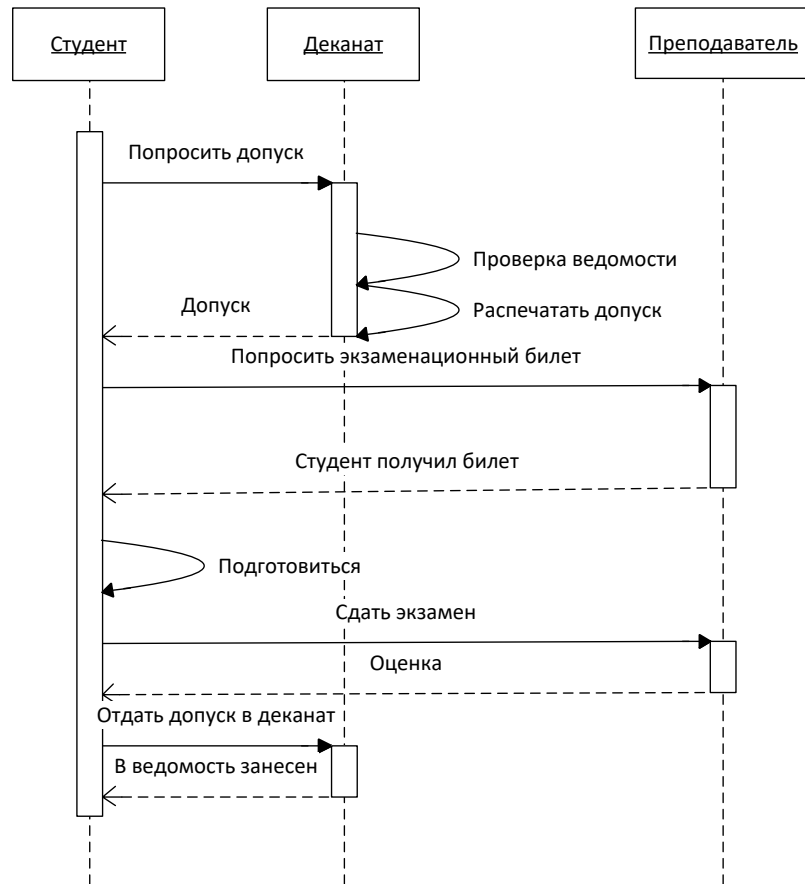 Студент
Деканат
Преподаватель
Попросить допуск
Проверка ведомости
Допуск
Распечатать допуск
Попросить экзаменационный билет
Студент получил билет
Подготовиться
Сдать экзамен
Оценка
Отдать допуск в деканат
В ведомость занесен